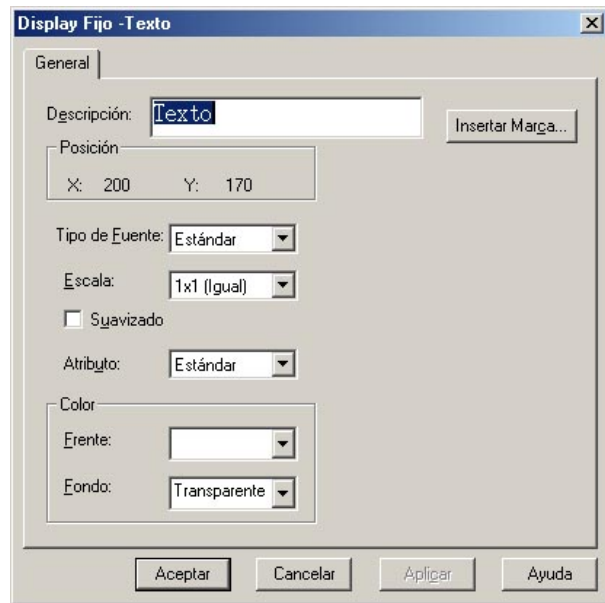 Display Fijo -Texto
General
Descripción: Texto
Insertar Marca...
Posición
X: 200 Y: 170
Tipo de Fuente: Estándar
Escala: 1x1 (Igual)
Suavizado
Atributo: Estándar
Color
Frente:
Fondo: Transparente
Aceptar Cancelar Aplicar Ayuda